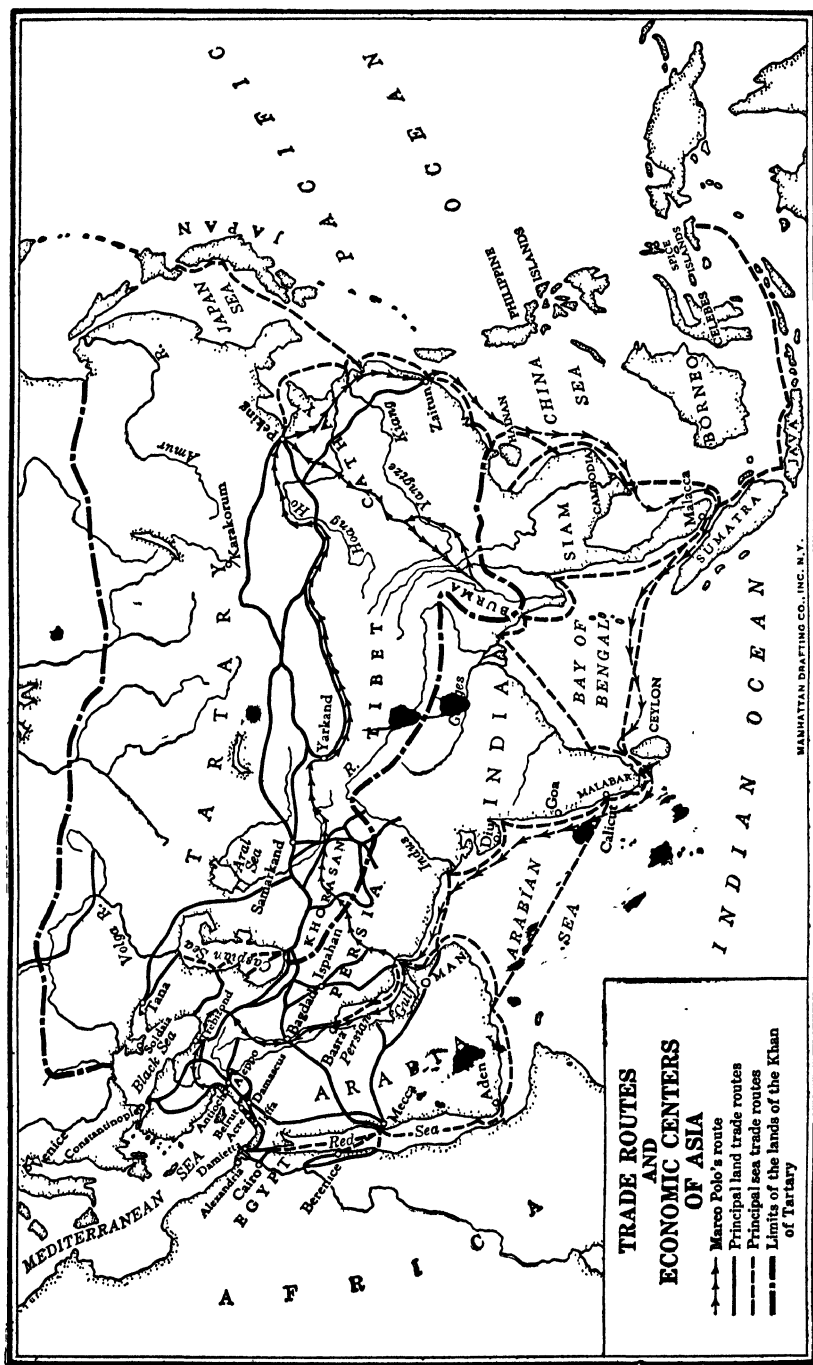 TRADE ROUTES
AND
ECONOMIC CENTERS
OF ASIA
Marco Polo's route
Principal land trade routes
Principal sea trade routes
Limits of the lands of the Khan
of Tartary
MANHATTAN DRAFTING CO., INC. N.Y.
PACIFIC
OCEAN
JAPAN
JAPAN
SEA
Amur
R.
Karakorum
TARTARY
Peking
Hoang
Ho
CATH
Yangtze
Kiang
Zaitun
HAINAN
CHINA
SEA
PHILIPPINE
ISLANDS
SPICE
ISLANDS
CELEBES
BORNEO
JAVA
SUMATRA
Malacca
CAMBODIA
SIAM
BURMA
TIBET
Yarkand
BAY OF
BENGAL
CEYLON
INDIAN OCEAN
INDIA
MALABAR
Calicut
Goa
Diu
Indus
R.
ARABIAN
SEA
Samarkand
Aral
Sea
KHORASAN
PERSIA
Ispahan
Caspian
Sea
Volga R.
Tana
Soldaia
Black Sea
Constantinople
Venice
MEDITERRANEAN
SEA
Bagdad
Basra
Persian
Gulf
OMAN
ARABIA
Mecca
Aden
Red
Sea
Aleppo
Antioch
Damascus
Beirut
Acre
Damietta
Alexandria
Cairo
EGYPT
Berenice
AFRICA